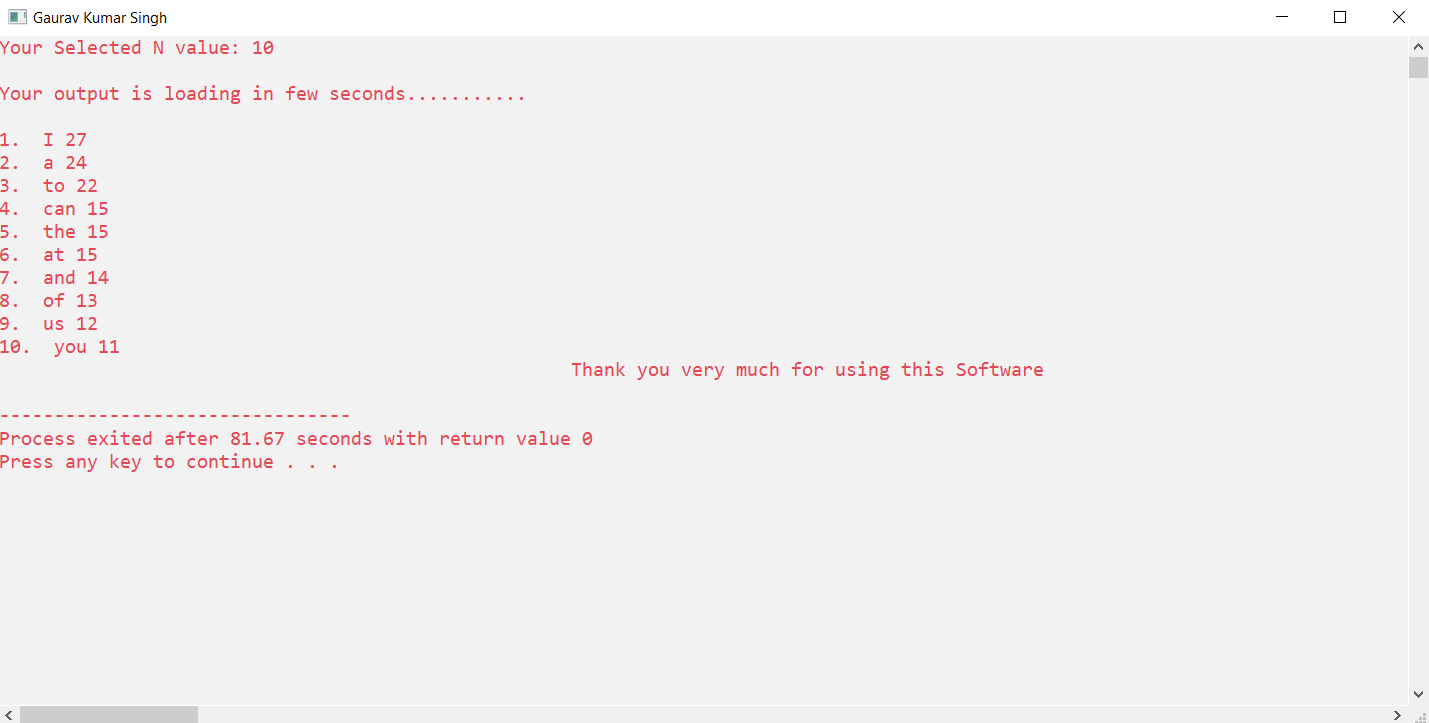 Gaurav Kumar Singh
Your Selected N value: 10
Your output is loading in few seconds...........
1.  I 27
2.  a 24
3.  to 22
4.  can 15
5.  the 15
6.  at 15
7.  and 14
8.  of 13
9.  us 12
10.  you 11
Thank you very much for using this Software
--------------------------------
Process exited after 81.67 seconds with return value 0
Press any key to continue . . .